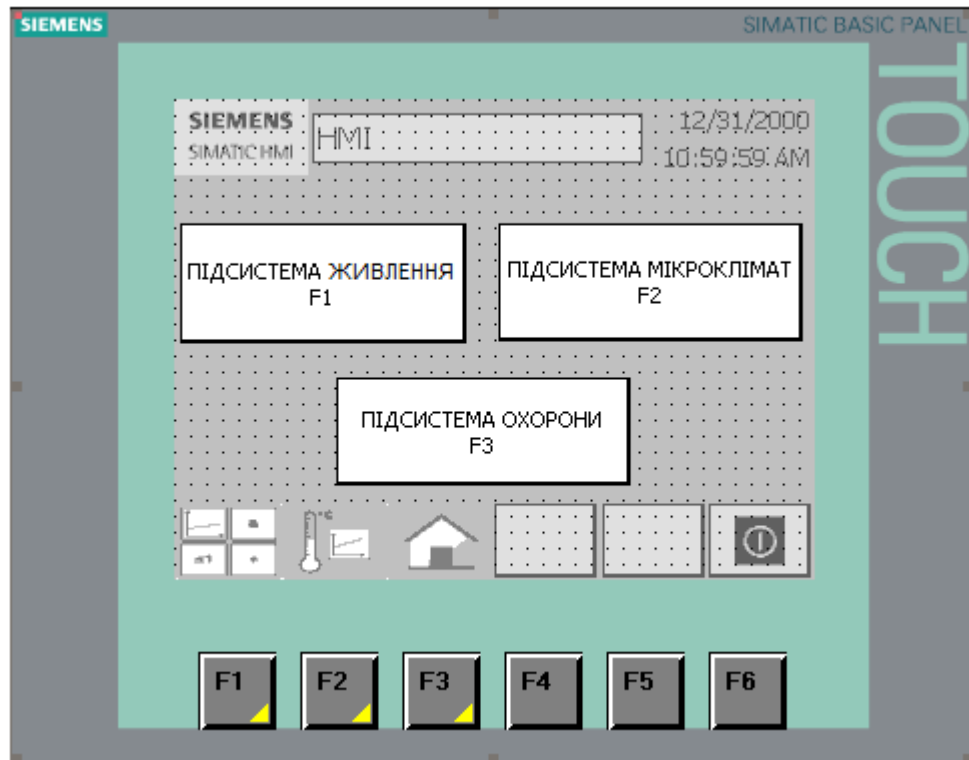 SIEMENS
SIMATIC BASIC PANEL
TOUCH
SIEMENS
SIMATIC HMI
HMI
12/31/2000
10:59:59 AM
ПІДСИСТЕМА ЖИВЛЕННЯ
F1
ПІДСИСТЕМА МІКРОКЛІМАТ
F2
ПІДСИСТЕМА ОХОРОНИ
F3
°C
F1
F2
F3
F4
F5
F6